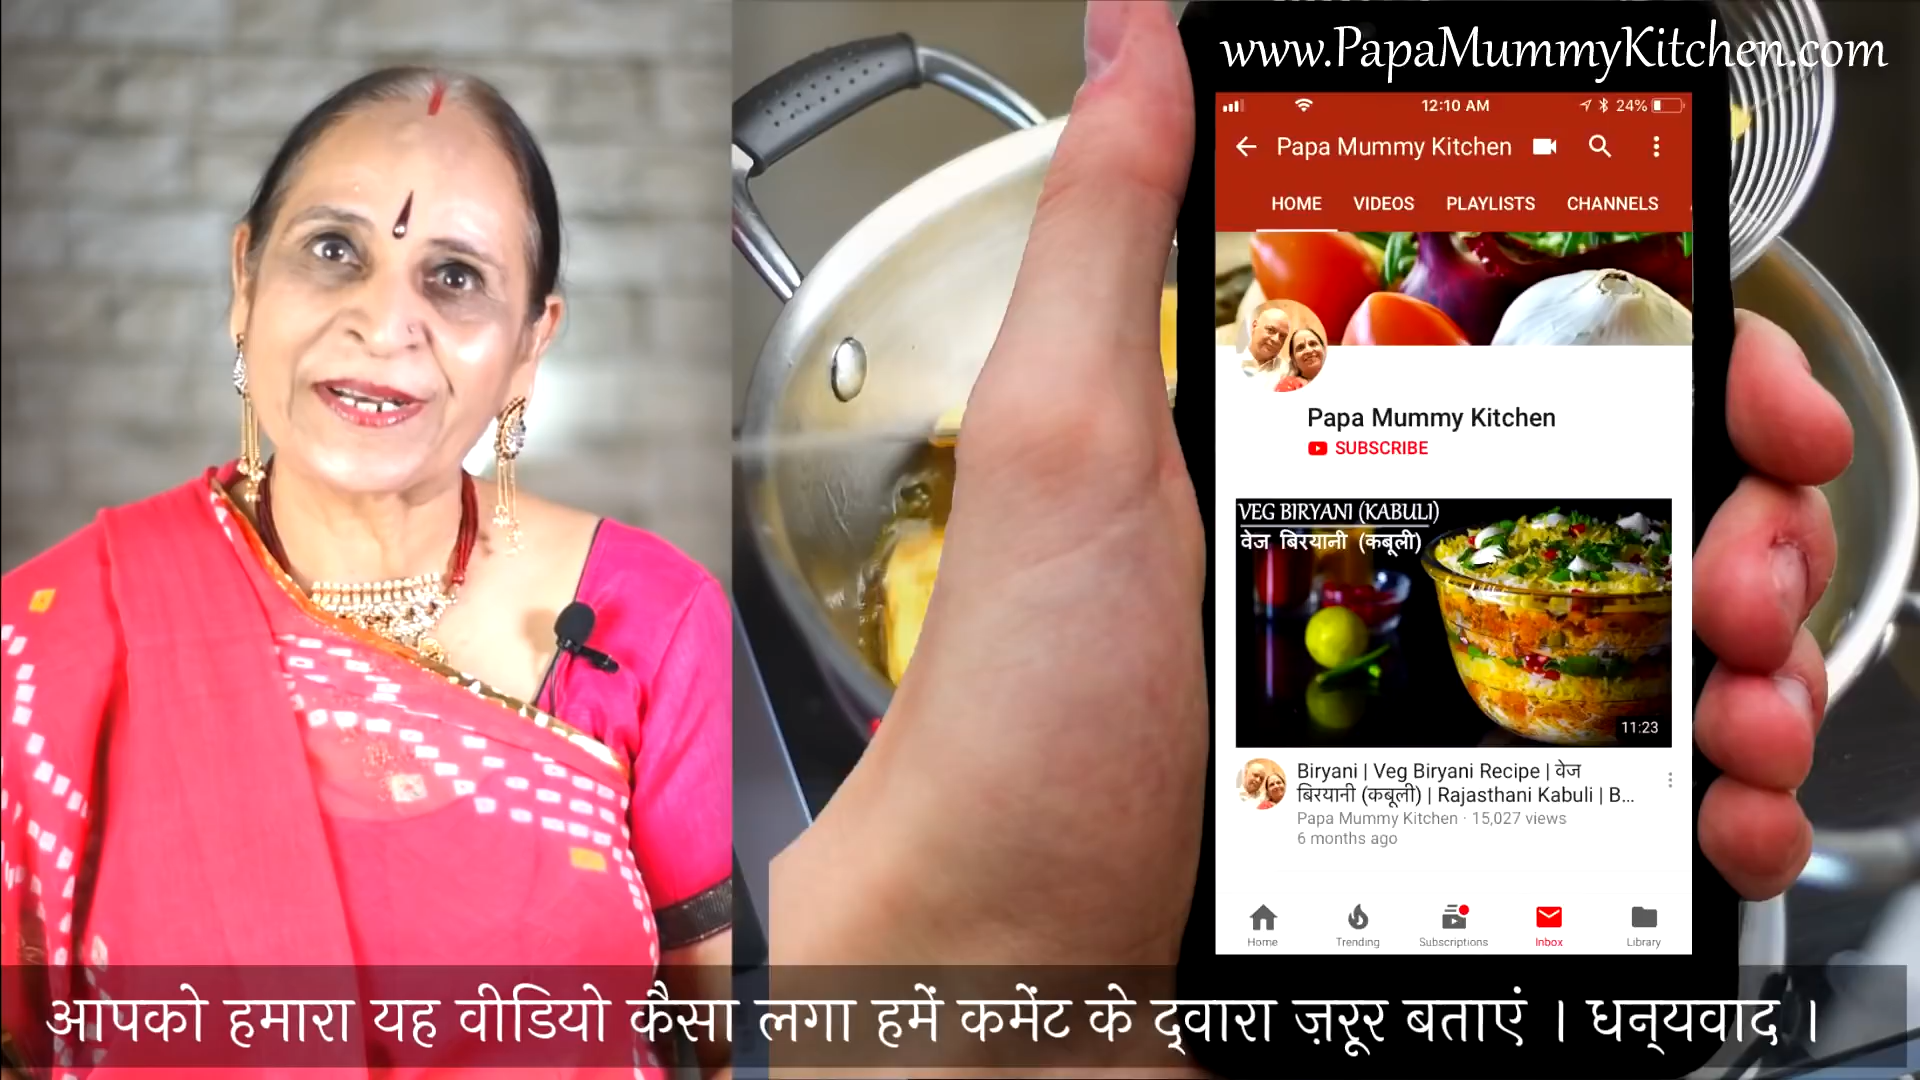 www.PapaMummyKitchen.com
12:10 AM
24%
Papa Mummy Kitchen
HOME VIDEOS PLAYLISTS CHANNELS
Papa Mummy Kitchen
SUBSCRIBE
VEG BIRYANI (KABULI)
वेज बिरयानी (कबूली)
11:23
Biryani | Veg Biryani Recipe | वेज
बिरयानी (कबूली) | Rajasthani Kabuli | B...
Papa Mummy Kitchen · 15,027 views
6 months ago
Home Trending Subscriptions Inbox Library
आपको हमारा यह वीडियो कैसा लगा हमें कमेंट के द्वारा ज़रूर बताएं । धन्यवाद ।